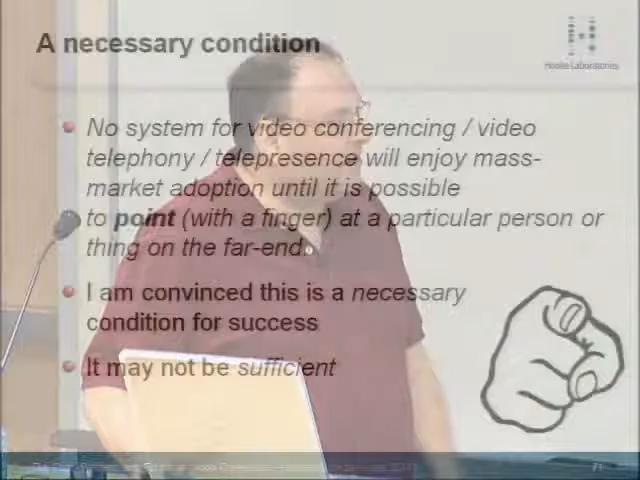 A necessary condition
Hooke Laboratories
No system for video conferencing / video
telephony / telepresence will enjoy mass-
market adoption until it is possible
to point (with a finger) at a particular person or
thing on the far-end.
I am convinced this is a necessary
condition for success
It may not be sufficient